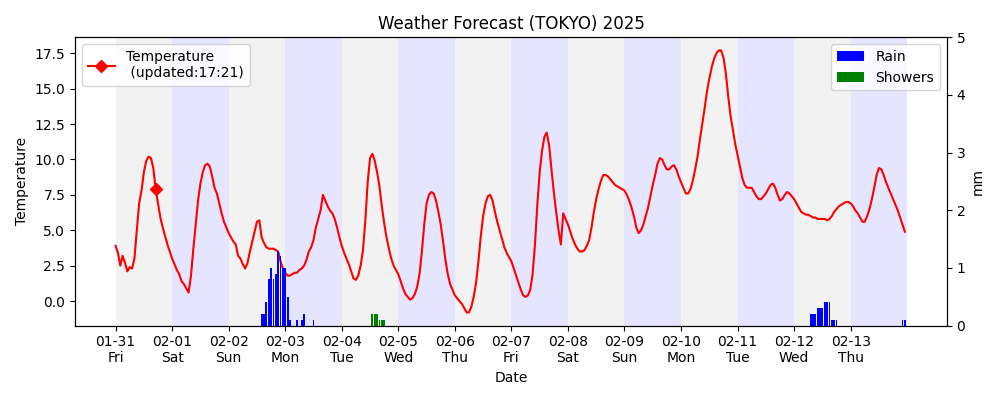 Weather Forecast (TOKYO) 2025
Temperature
(updated:17:21)
Rain
Showers
Temperature
17.5
15.0
12.5
10.0
7.5
5.0
2.5
0.0
5
4
3
2
1
0
mm
01-31 02-01 02-02 02-03 02-04 02-05 02-06 02-07 02-08 02-09 02-10 02-11 02-12 02-13
Fri Sat Sun Mon Tue Wed Thu Fri Sat Sun Mon Tue Wed Thu
Date